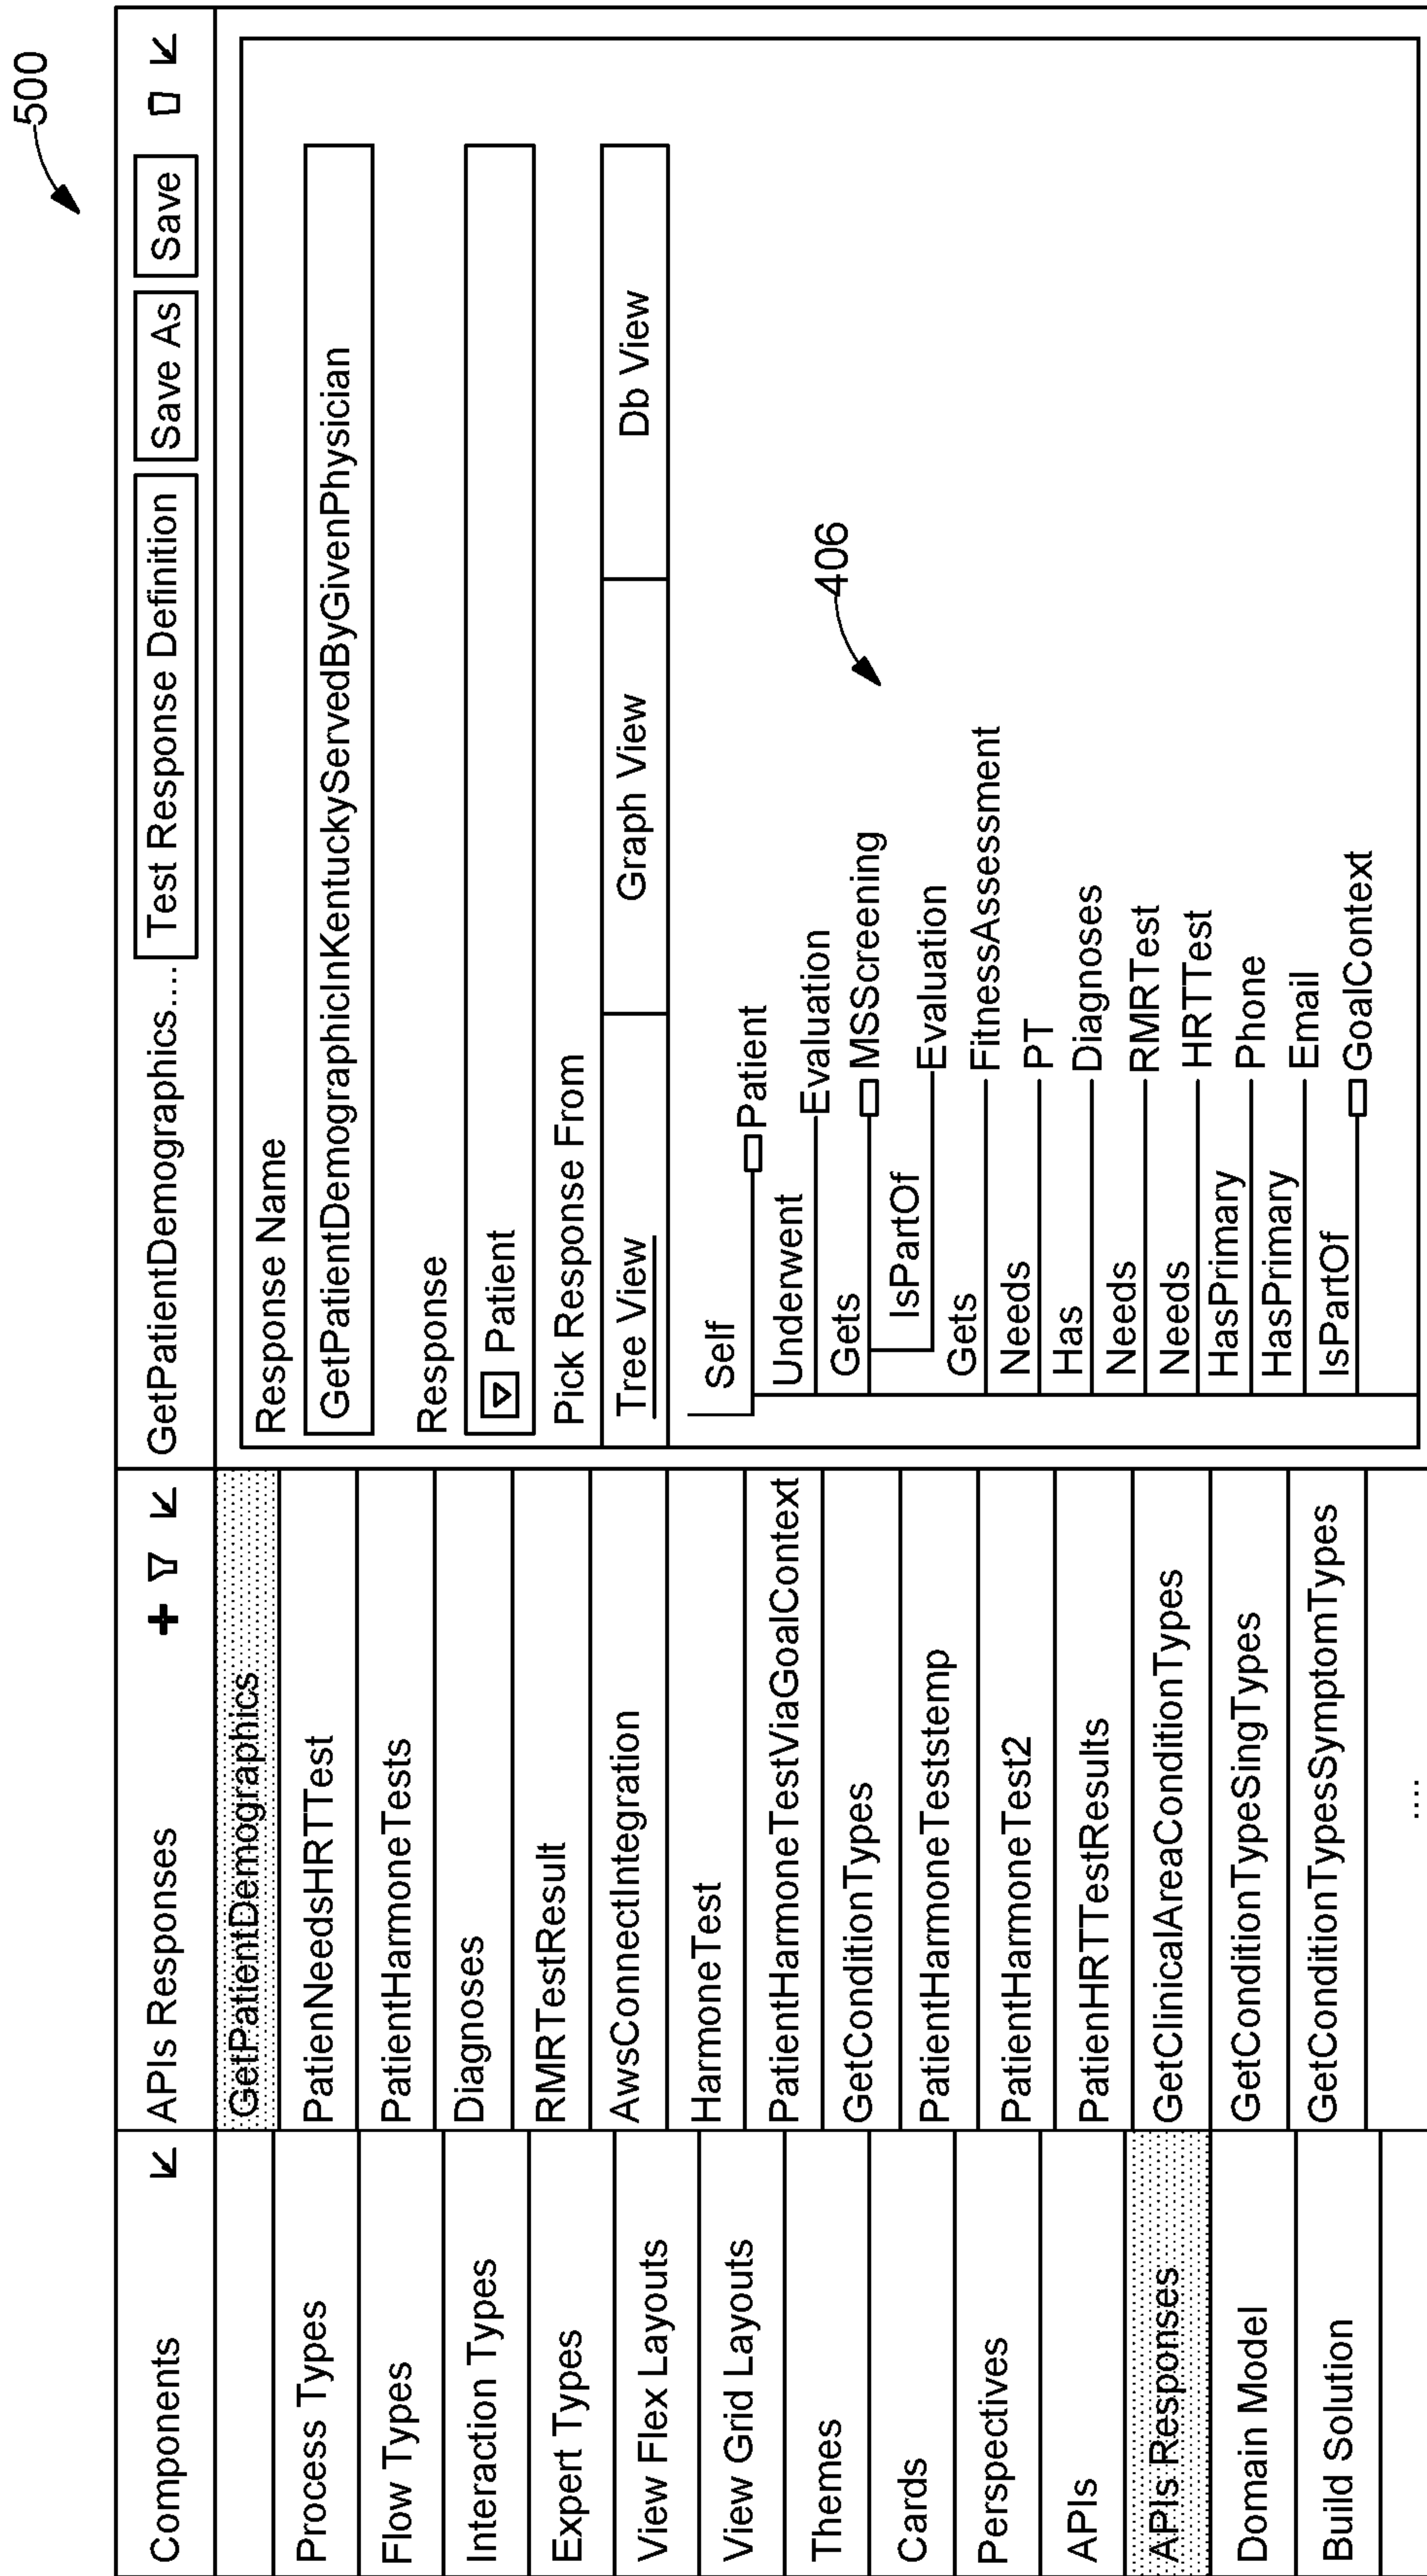 500
Components
Process Types
Flow Types
Interaction Types
Expert Types
View Flex Layouts
View Grid Layouts
Themes
Cards
Perspectives
APIs
APIs Responses
Domain Model
Build Solution
APIs Responses +
GetPatientDemographics
PatienNeedsHRTTest
PatientHarmoneTests
Diagnoses
RMRTestResult
AwsConnectIntegration
HarmoneTest
PatientHarmoneTestViaGoalContext
GetConditionTypes
PatientHarmoneTeststemp
PatientHarmoneTest2
PatienHRTTestResults
GetClinicalAreaConditionTypes
GetConditionTypeSingTypes
GetConditionTypesSymptomTypes
....
GetPatientDemographics.... Test Response Definition Save As Save
Response Name
GetPatientDemographicInKentuckyServedByGivenPhysician
Response
Patient
Pick Response From
Tree View Graph View Db View
406
Self Patient
Underwent Evaluation
Gets MSScreening
IsPartOf Evaluation
Gets FitnessAssessment
Needs PT
Has Diagnoses
Needs RMRTest
Needs HRTTest
HasPrimary Phone
HasPrimary Email
IsPartOf GoalContext